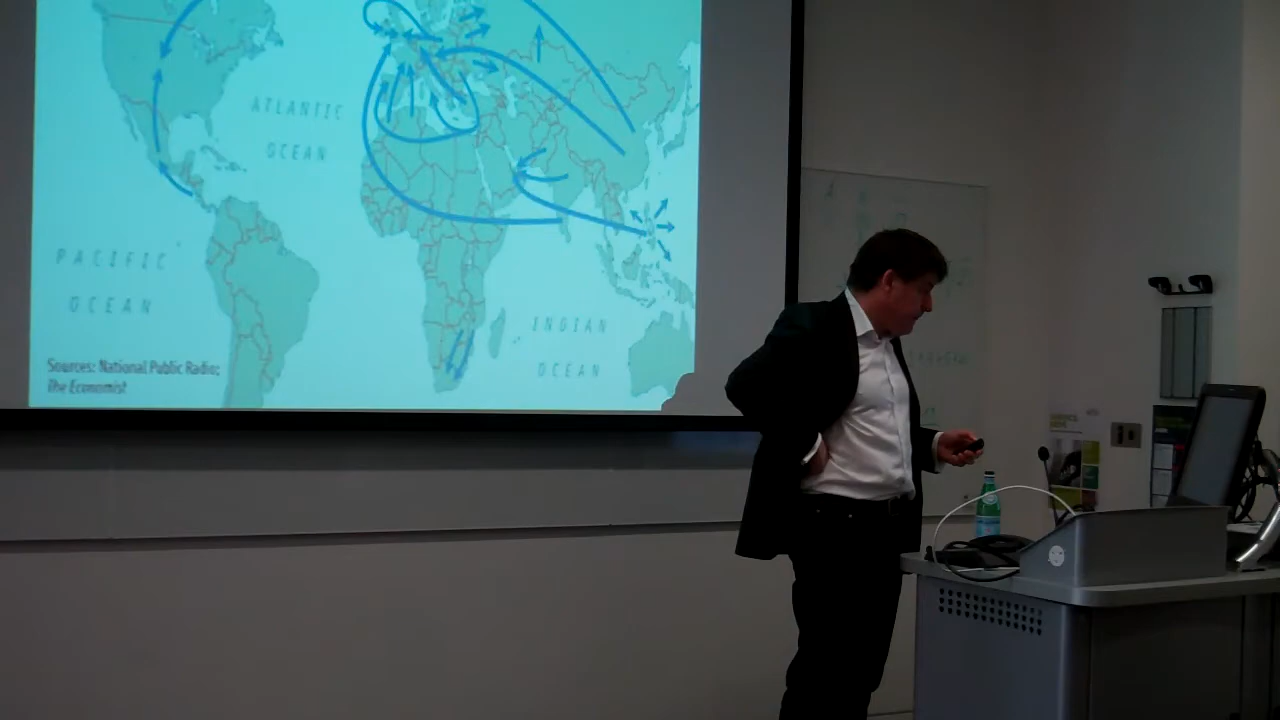 ATLANTIC
OCEAN
PACIFIC
OCEAN
INDIAN
OCEAN
Sources: National Public Radio;
The Economist